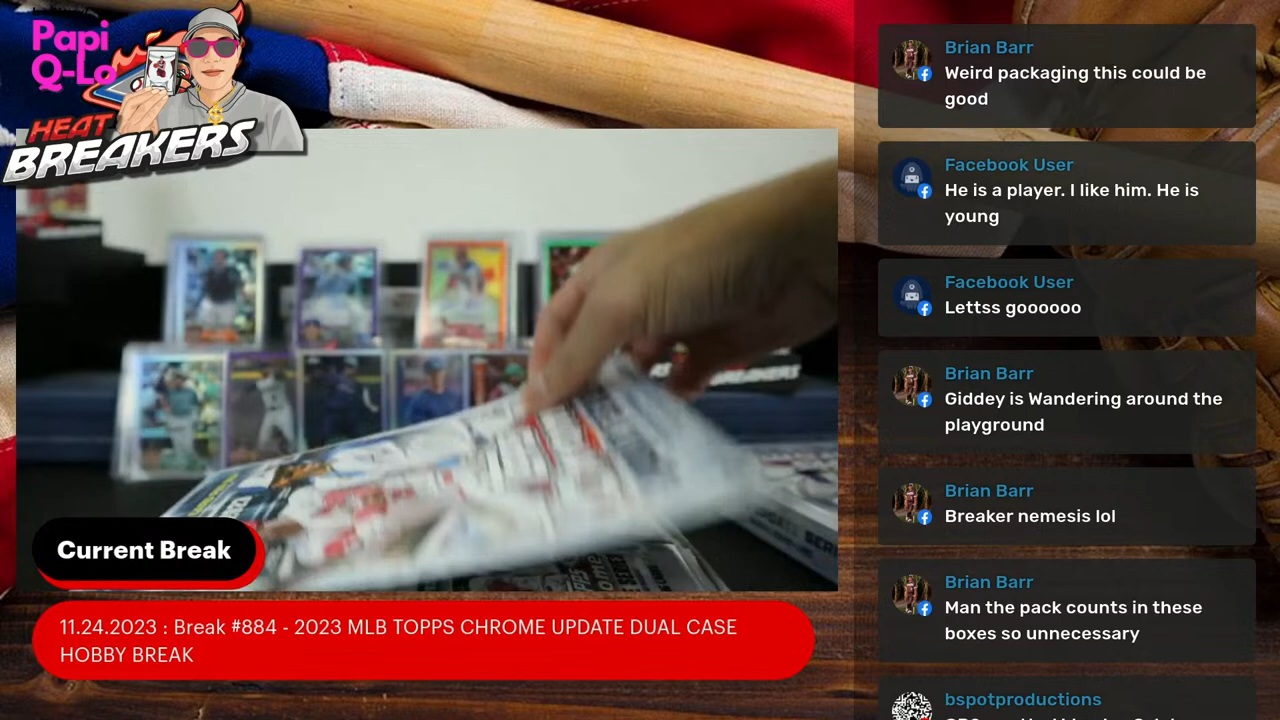 Papi
Q-Lo
HEAT
BREAKERS
BREAKERS
Current Break
11.24.2023 : Break #884 - 2023 MLB TOPPS CHROME UPDATE DUAL CASE
HOBBY BREAK
Brian Barr
Weird packaging this could be
good
Facebook User
He is a player. I like him. He is
young
Facebook User
Lettss goooooo
Brian Barr
Giddey is Wandering around the
playground
Brian Barr
Breaker nemesis lol
Brian Barr
Man the pack counts in these
boxes so unnecessary
bspotproductions